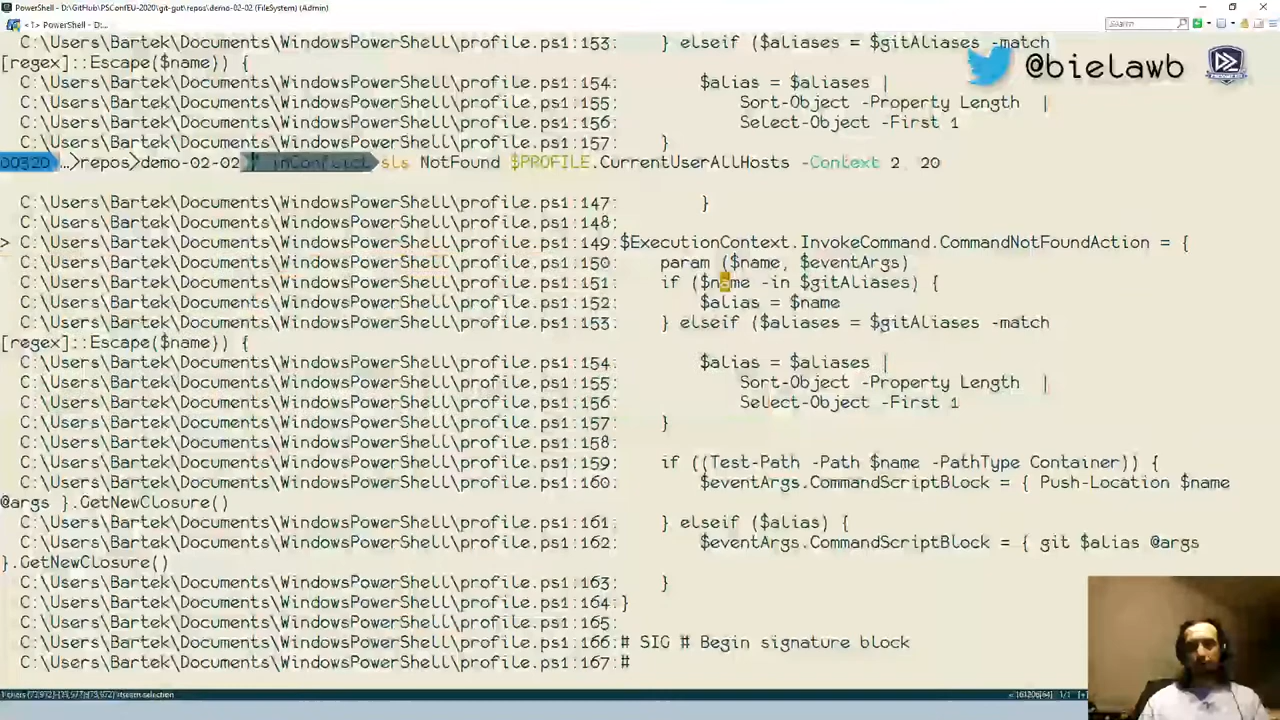 PowerShell - D:\GitHub\PSConfEU-2020\git-gut\repos\demo-02-02 (FileSystem) (Admin)
<1> PowerShell - D:...
Search
C:\Users\Bartek\Documents\WindowsPowerShell\profile.ps1:153:    } elseif ($aliases = $gitAliases -match
[regex]::Escape($name)) {
@bielawb
C:\Users\Bartek\Documents\WindowsPowerShell\profile.ps1:154:        $alias = $aliases |
C:\Users\Bartek\Documents\WindowsPowerShell\profile.ps1:155:            Sort-Object -Property Length  |
C:\Users\Bartek\Documents\WindowsPowerShell\profile.ps1:156:            Select-Object -First 1
C:\Users\Bartek\Documents\WindowsPowerShell\profile.ps1:157:    }
00320 …>repos>demo-02-02 inConflict sls NotFound $PROFILE.CurrentUserAllHosts -Context 2, 20
C:\Users\Bartek\Documents\WindowsPowerShell\profile.ps1:147:        }
C:\Users\Bartek\Documents\WindowsPowerShell\profile.ps1:148:
> C:\Users\Bartek\Documents\WindowsPowerShell\profile.ps1:149:$ExecutionContext.InvokeCommand.CommandNotFoundAction = {
C:\Users\Bartek\Documents\WindowsPowerShell\profile.ps1:150:    param ($name, $eventArgs)
C:\Users\Bartek\Documents\WindowsPowerShell\profile.ps1:151:    if ($name -in $gitAliases) {
C:\Users\Bartek\Documents\WindowsPowerShell\profile.ps1:152:        $alias = $name
C:\Users\Bartek\Documents\WindowsPowerShell\profile.ps1:153:    } elseif ($aliases = $gitAliases -match
[regex]::Escape($name)) {
C:\Users\Bartek\Documents\WindowsPowerShell\profile.ps1:154:        $alias = $aliases |
C:\Users\Bartek\Documents\WindowsPowerShell\profile.ps1:155:            Sort-Object -Property Length  |
C:\Users\Bartek\Documents\WindowsPowerShell\profile.ps1:156:            Select-Object -First 1
C:\Users\Bartek\Documents\WindowsPowerShell\profile.ps1:157:    }
C:\Users\Bartek\Documents\WindowsPowerShell\profile.ps1:158:
C:\Users\Bartek\Documents\WindowsPowerShell\profile.ps1:159:    if ((Test-Path -Path $name -PathType Container)) {
C:\Users\Bartek\Documents\WindowsPowerShell\profile.ps1:160:        $eventArgs.CommandScriptBlock = { Push-Location $name
@args }.GetNewClosure()
C:\Users\Bartek\Documents\WindowsPowerShell\profile.ps1:161:    } elseif ($alias) {
C:\Users\Bartek\Documents\WindowsPowerShell\profile.ps1:162:        $eventArgs.CommandScriptBlock = { git $alias @args
}.GetNewClosure()
C:\Users\Bartek\Documents\WindowsPowerShell\profile.ps1:163:    }
C:\Users\Bartek\Documents\WindowsPowerShell\profile.ps1:164:}
C:\Users\Bartek\Documents\WindowsPowerShell\profile.ps1:165:
C:\Users\Bartek\Documents\WindowsPowerShell\profile.ps1:166:# SIG # Begin signature block
C:\Users\Bartek\Documents\WindowsPowerShell\profile.ps1:167:#